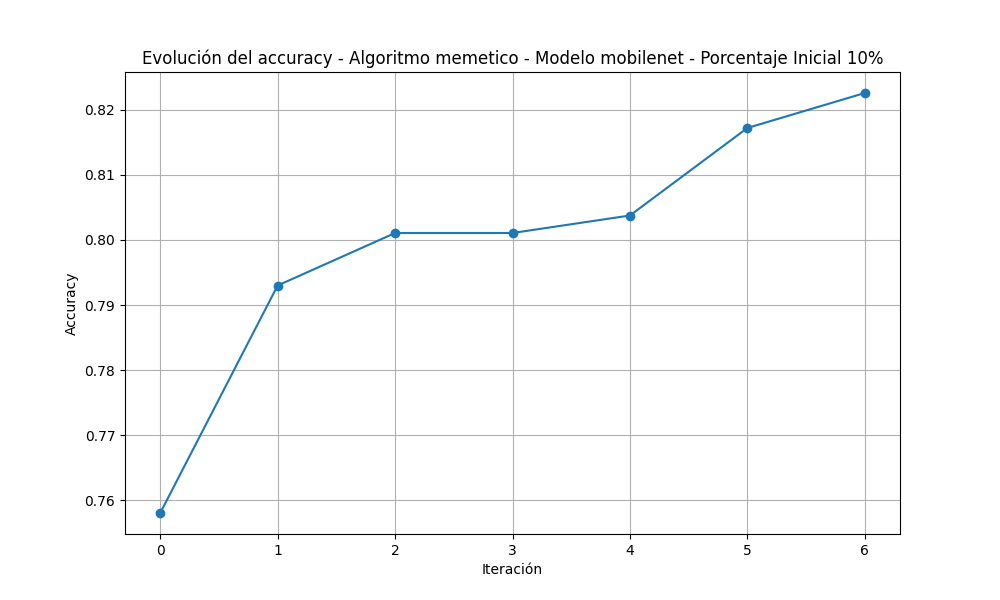 Evolución del accuracy - Algoritmo memetico - Modelo mobilenet - Porcentaje Inicial 10%
0.82
0.81
0.80
0.79
0.78
0.77
0.76
Accuracy
0 1 2 3 4 5 6
Iteración